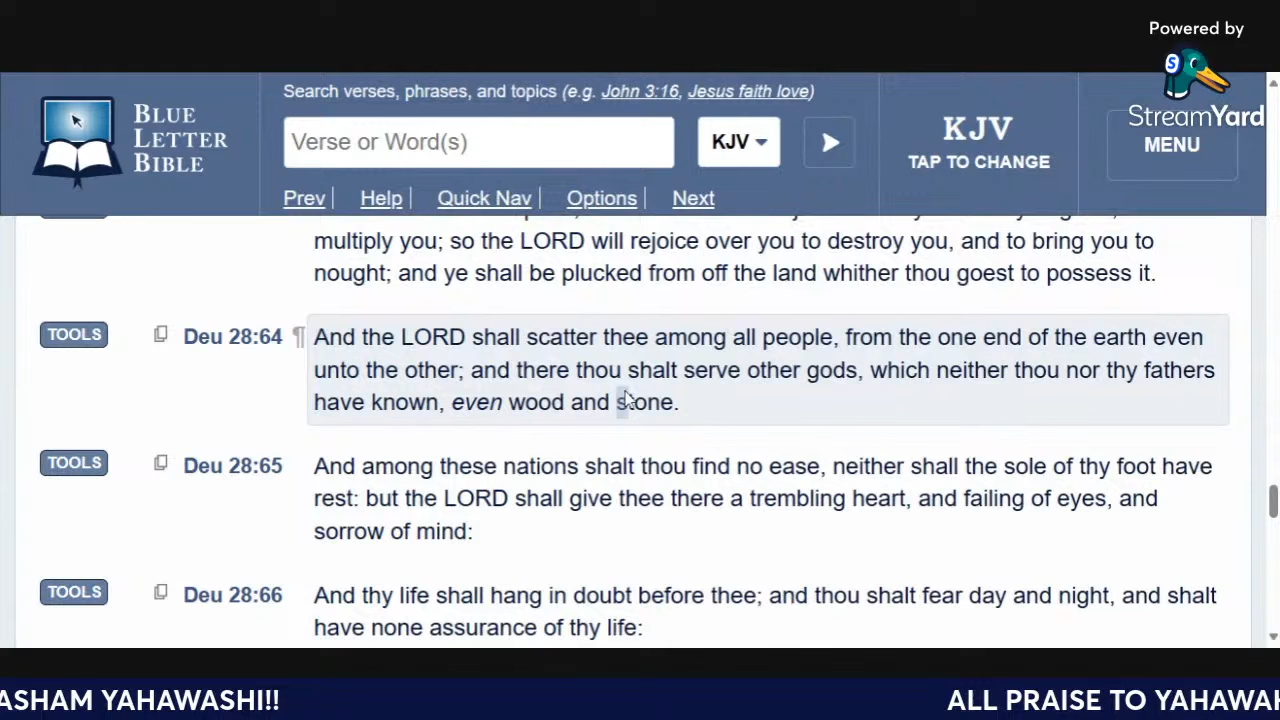 Powered by
StreamYard
BLUE
LETTER
BIBLE
Search verses, phrases, and topics (e.g. John 3:16, Jesus faith love)
Verse or Word(s)
KJV
KJV
TAP TO CHANGE
MENU
Prev Help Quick Nav Options Next
multiply you; so the LORD will rejoice over you to destroy you, and to bring you to
nought; and ye shall be plucked from off the land whither thou goest to possess it.
TOOLS Deu 28:64 ¶ And the LORD shall scatter thee among all people, from the one end of the earth even
unto the other; and there thou shalt serve other gods, which neither thou nor thy fathers
have known, even wood and stone.
TOOLS Deu 28:65 And among these nations shalt thou find no ease, neither shall the sole of thy foot have
rest: but the LORD shall give thee there a trembling heart, and failing of eyes, and
sorrow of mind:
TOOLS Deu 28:66 And thy life shall hang in doubt before thee; and thou shalt fear day and night, and shalt
have none assurance of thy life:
ASHAM YAHAWASHI!! ALL PRAISE TO YAHAWAH